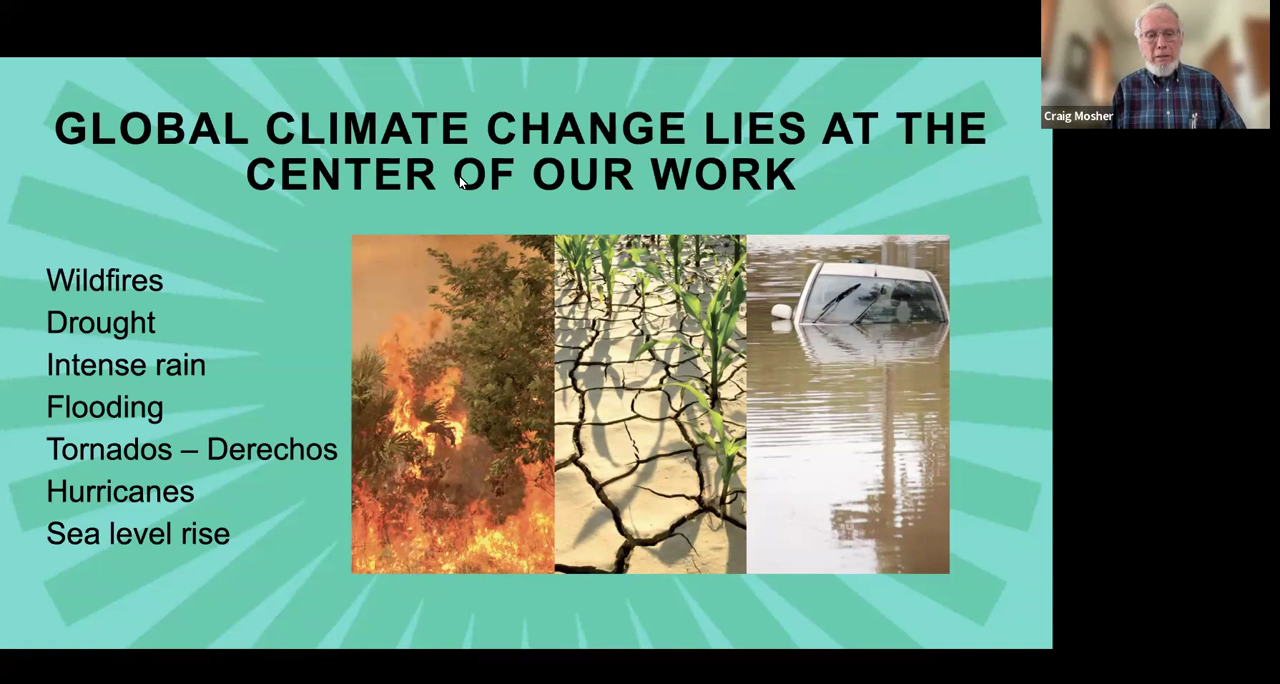 GLOBAL CLIMATE CHANGE LIES AT THE
CENTER OF OUR WORK
Wildfires
Drought
Intense rain
Flooding
Tornados – Derechos
Hurricanes
Sea level rise
Craig Mosher